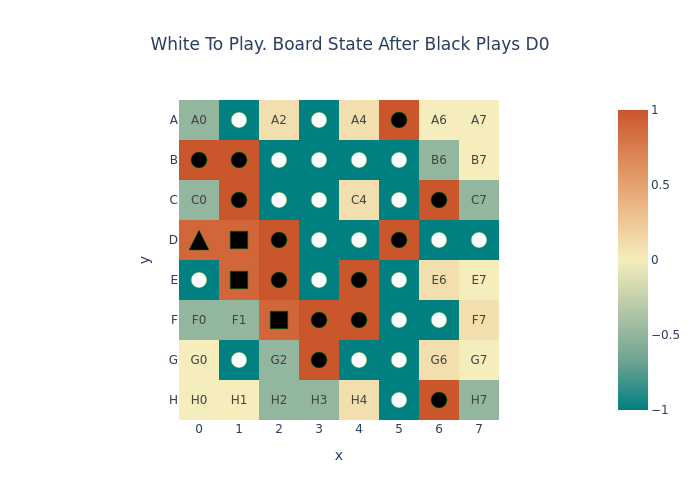 White To Play. Board State After Black Plays D0
A A0 A2 A4 A6 A7
B B6 B7
C C0 C4 C7
D
E E6 E7
F F0 F1 F7
G G0 G2 G6 G7
H H0 H1 H2 H3 H4 H7
0 1 2 3 4 5 6 7
x
y
1
0.5
0
−0.5
−1